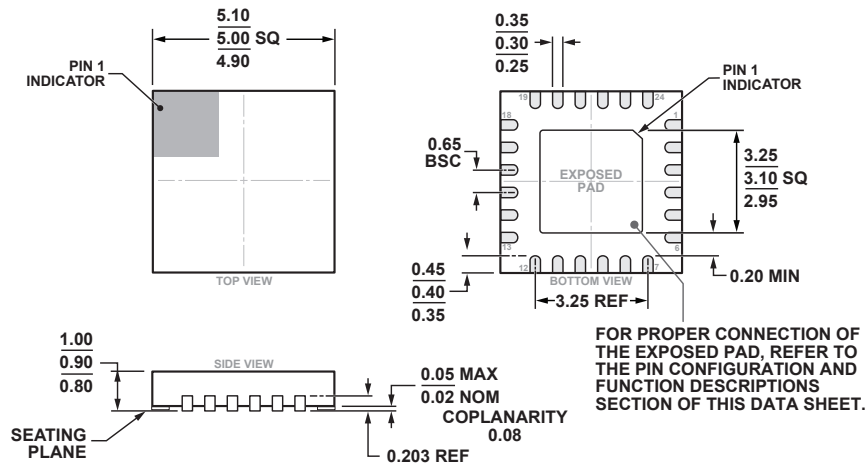 5.10
5.00 SQ
4.90
PIN 1
INDICATOR
TOP VIEW
0.35
0.30
0.25
PIN 1
INDICATOR
19
24
18
1
0.65
BSC
EXPOSED
PAD
3.25
3.10 SQ
2.95
13
6
12
7
BOTTOM VIEW
0.45
0.40
0.35
3.25 REF
0.20 MIN
FOR PROPER CONNECTION OF
THE EXPOSED PAD, REFER TO
THE PIN CONFIGURATION AND
FUNCTION DESCRIPTIONS
SECTION OF THIS DATA SHEET.
1.00
0.90
0.80
SIDE VIEW
0.05 MAX
0.02 NOM
COPLANARITY
0.08
SEATING
PLANE
0.203 REF